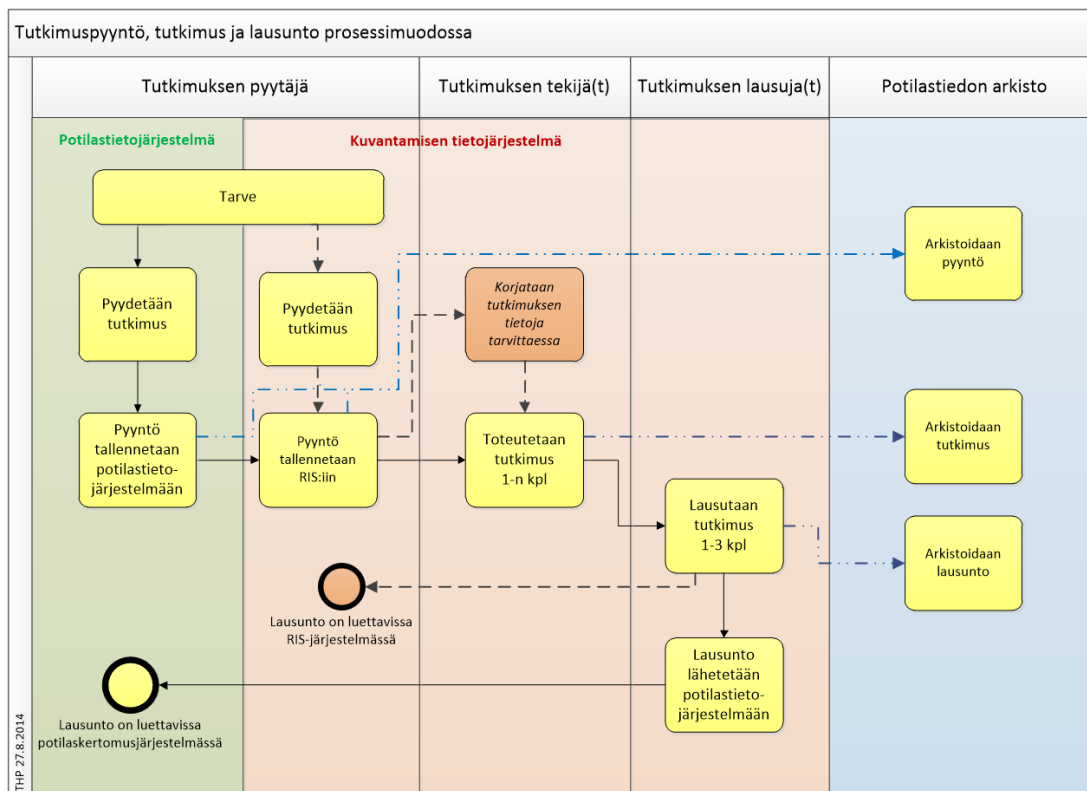 Tutkimuspyyntö, tutkimus ja lausunto prosessimuodossa
Tutkimuksen pyytäjä
Tutkimuksen tekijä(t)
Tutkimuksen lausuja(t)
Potilastiedon arkisto
Potilastietojärjestelmä
Kuvantamisen tietojärjestelmä
Tarve
Arkistoidaan
pyyntö
Pyydetään
tutkimus
Pyydetään
tutkimus
Korjataan
tutkimuksen
tietoja
tarvittaessa
Pyyntö
tallennetaan
potilastieto-
järjestelmään
Pyyntö
tallennetaan
RIS:iin
Toteutetaan
tutkimus
1-n kpl
Arkistoidaan
tutkimus
Lausutaan
tutkimus
1-3 kpl
Arkistoidaan
lausunto
Lausunto on luettavissa
RIS-järjestelmässä
Lausunto
lähetetään
potilastieto-
järjestelmään
Lausunto on luettavissa
potilaskertomusjärjestelmässä
THP 27.8.2014